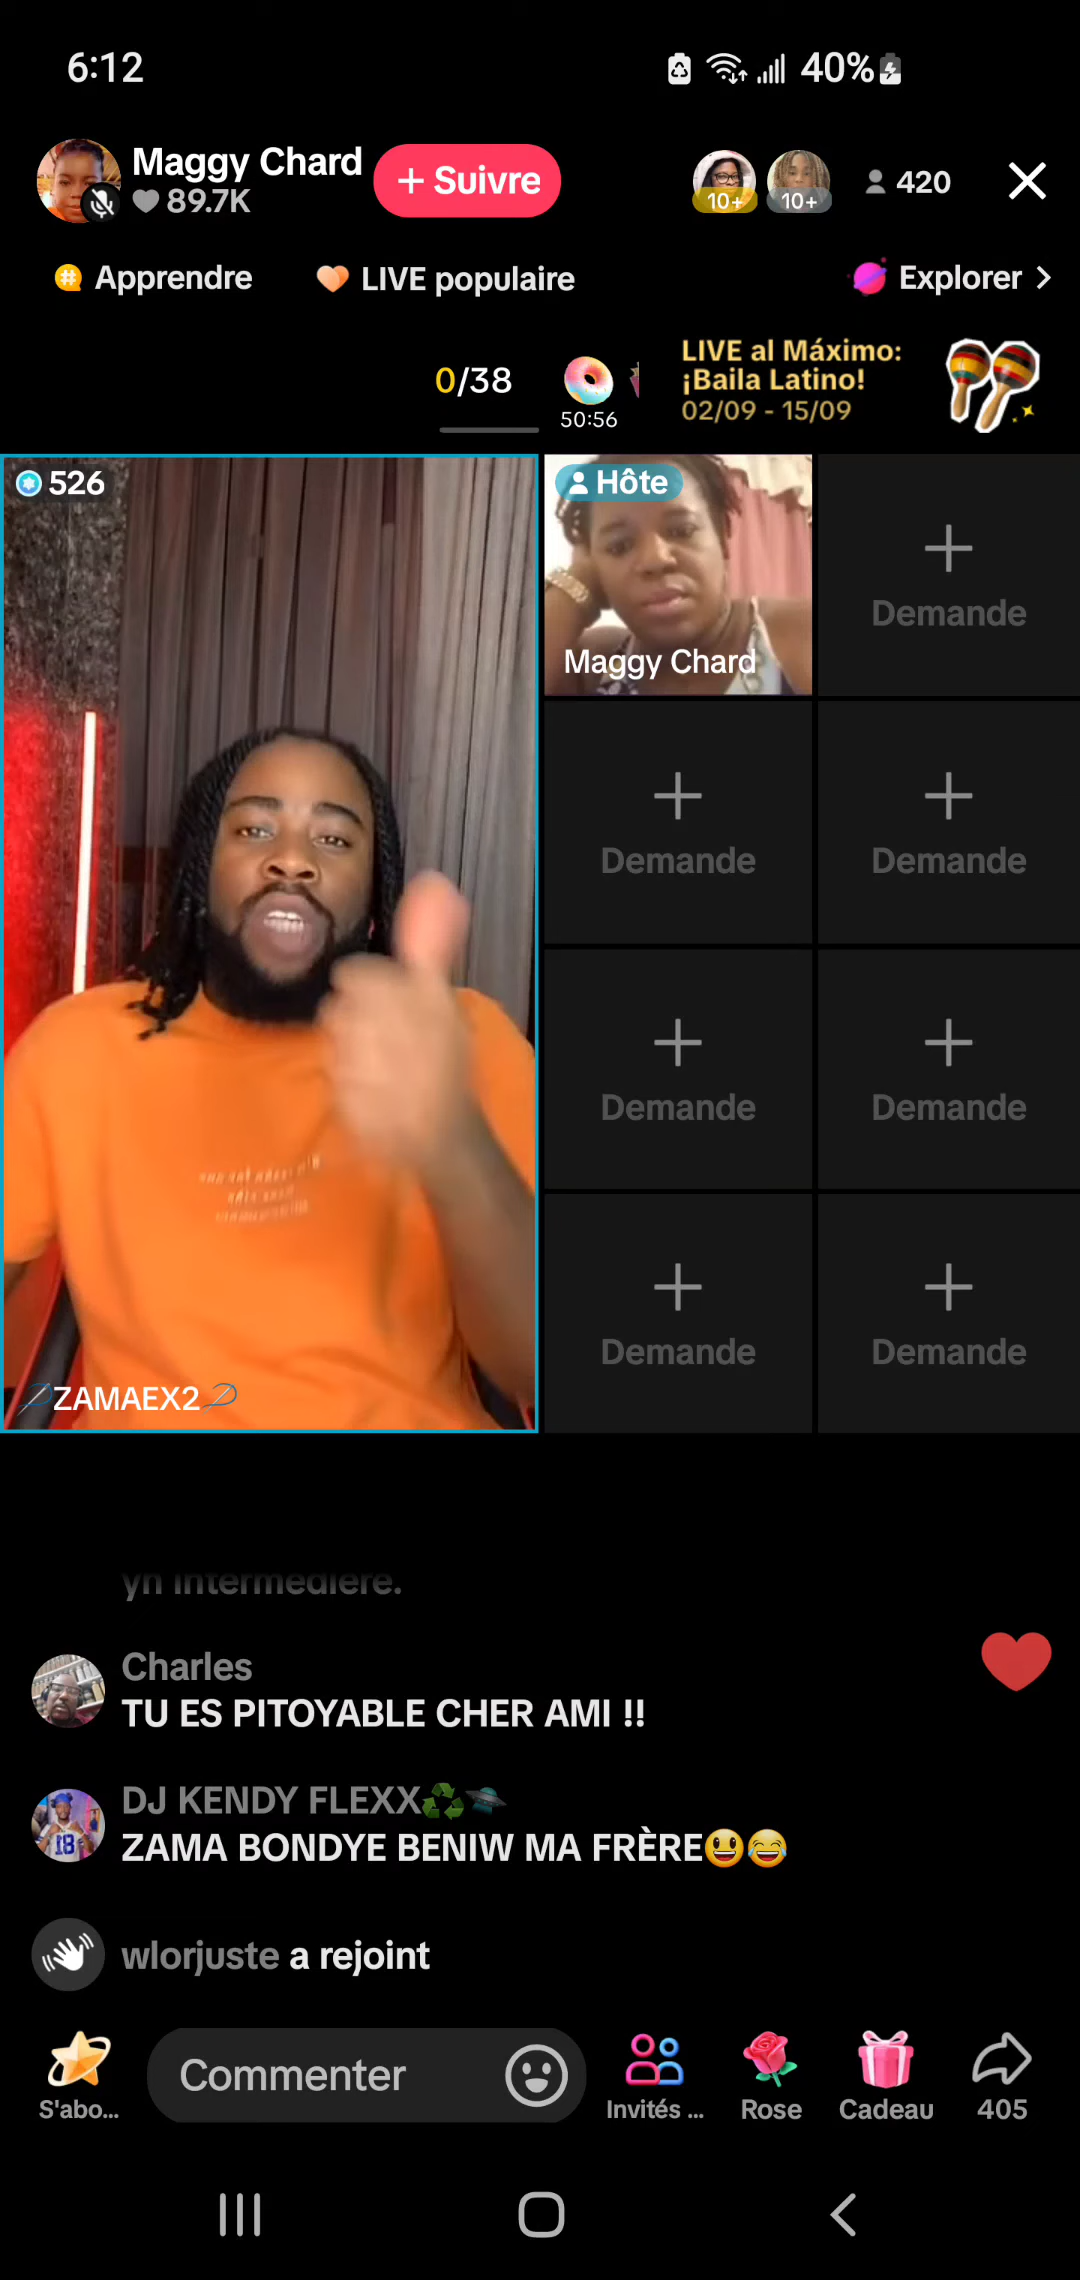 6:12
40%
Maggy Chard
89.7K
+ Suivre
10+
10+
420
Apprendre
LIVE populaire
Explorer
0/38
50:56
LIVE al Máximo:
¡Baila Latino!
02/09 - 15/09
526
Hôte
Maggy Chard
Demande
Demande
Demande
Demande
Demande
Demande
Demande
ZAMAEX2
yn intermediere.
Charles
TU ES PITOYABLE CHER AMI !!
DJ KENDY FLEXX♻️🛸
ZAMA BONDYE BENIW MA FRÈRE😃😂
18
wlorjuste a rejoint
Commenter
S'abo...
Invités ...
Rose
Cadeau
405